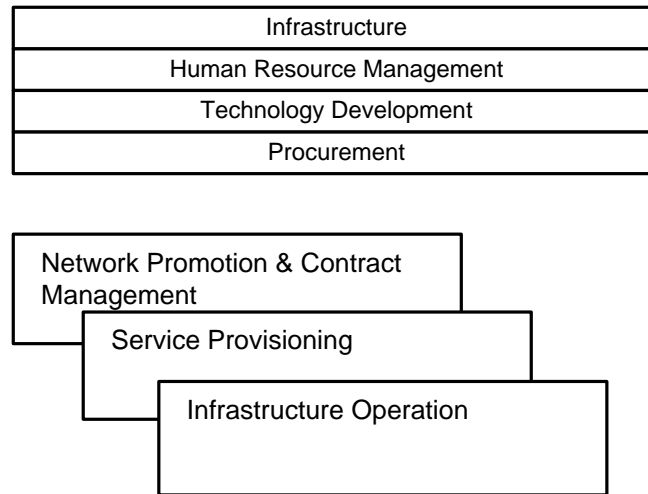 Infrastructure
Human Resource Management
Technology Development
Procurement
Network Promotion & Contract
Management
Service Provisioning
Infrastructure Operation